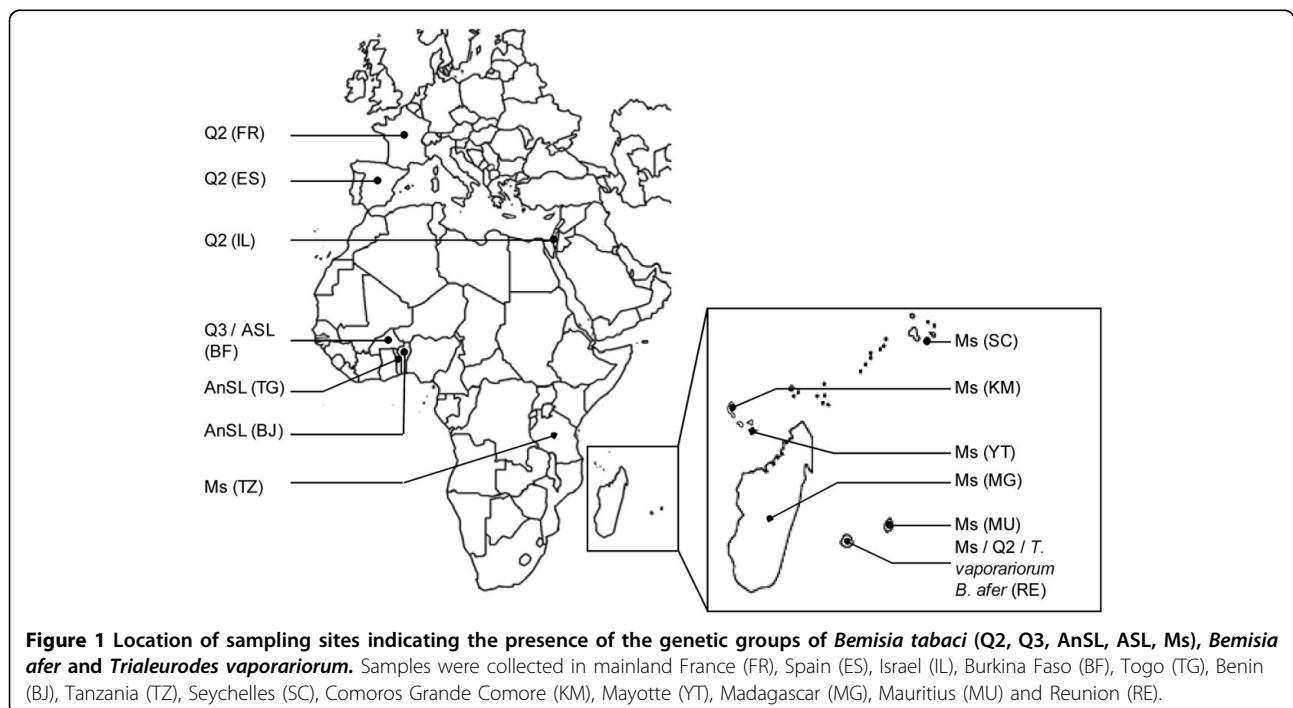 Q2 (FR)
Q2 (ES)
Q2 (IL)
Q3 / ASL
(BF)
AnSL (TG)
AnSL (BJ)
Ms (TZ)
Ms (SC)
Ms (KM)
Ms (YT)
Ms (MG)
Ms (MU)
Ms / Q2 / T.
vaporariorum
B. afer (RE)
Figure 1 Location of sampling sites indicating the presence of the genetic groups of Bemisia tabaci (Q2, Q3, AnSL, ASL, Ms), Bemisia
afer and Trialeurodes vaporariorum. Samples were collected in mainland France (FR), Spain (ES), Israel (IL), Burkina Faso (BF), Togo (TG), Benin
(BJ), Tanzania (TZ), Seychelles (SC), Comoros Grande Comore (KM), Mayotte (YT), Madagascar (MG), Mauritius (MU) and Reunion (RE).